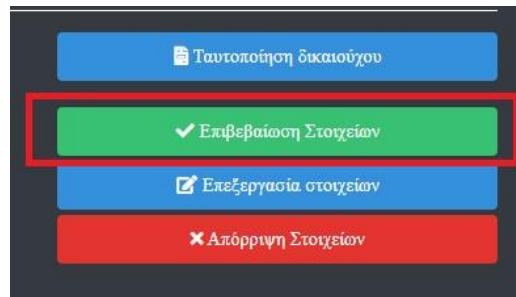 Ταυτοποίηση δικαιούχου
Επιβεβαίωση Στοιχείων
Επεξεργασία στοιχείων
Απόρριψη Στοιχείων